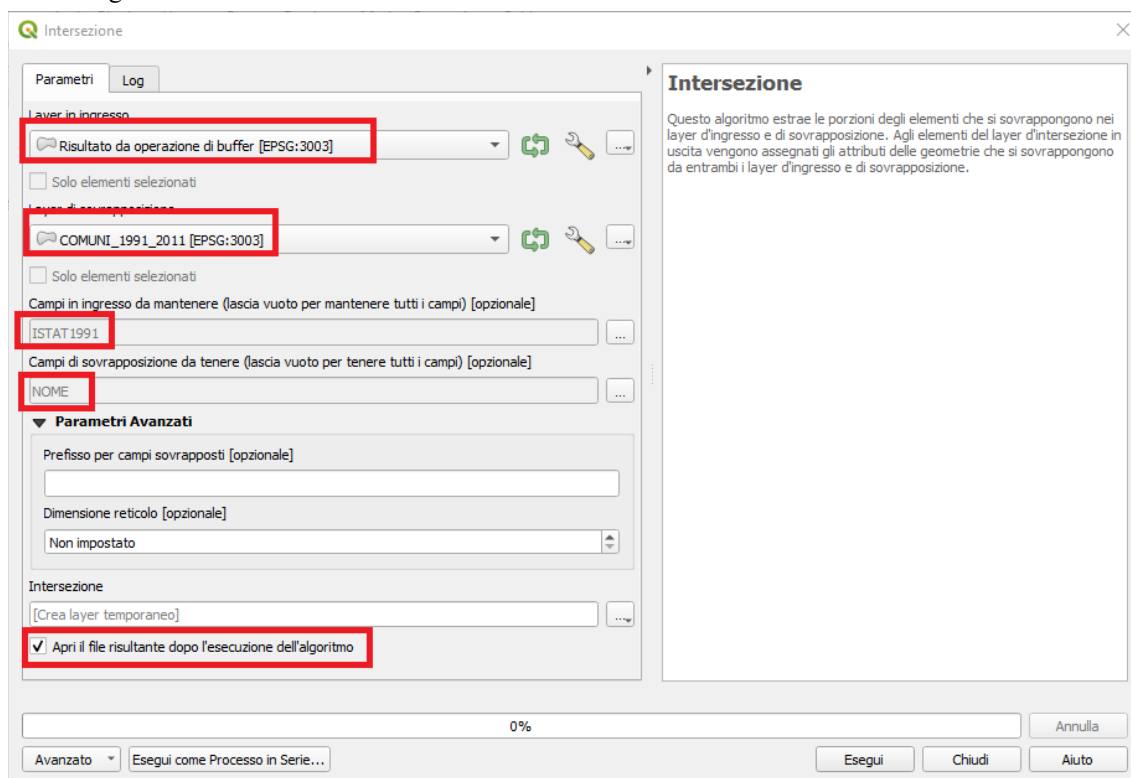 Intersezione
Parametri
Log
Layer in ingresso
Risultato da operazione di buffer [EPSG:3003]
...
Solo elementi selezionati
COMUNI_1991_2011 [EPSG:3003]
...
Solo elementi selezionati
Campi in ingresso da mantenere (lascia vuoto per mantenere tutti i campi) [opzionale]
ISTAT1991
...
Campi di sovrapposizione da tenere (lascia vuoto per tenere tutti i campi) [opzionale]
NOME
...
Parametri Avanzati
Prefisso per campi sovrapposti [opzionale]
Dimensione reticolo [opzionale]
Non impostato
Intersezione
[Crea layer temporaneo]
...
Apri il file risultante dopo l'esecuzione dell'algoritmo
Intersezione
Questo algoritmo estrae le porzioni degli elementi che si sovrappongono nei
layer d'ingresso e di sovrapposizione. Agli elementi del layer d'intersezione in
uscita vengono assegnati gli attributi delle geometrie che si sovrappongono
da entrambi i layer d'ingresso e di sovrapposizione.
0%
Annulla
Avanzato
Esegui come Processo in Serie...
Esegui
Chiudi
Aiuto